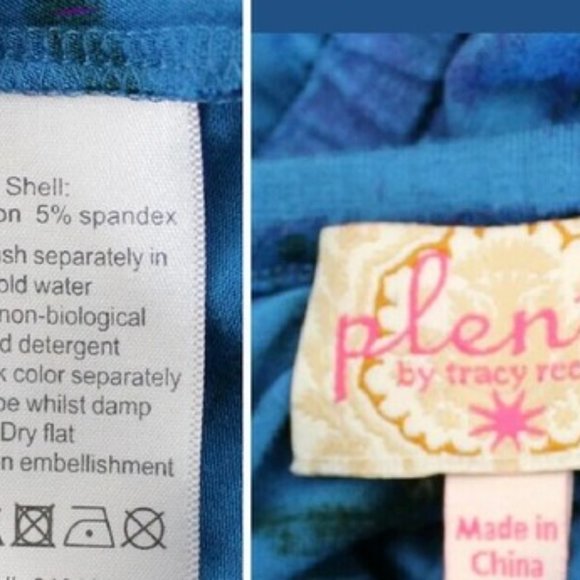 Shell:
on 5% spandex
sh separately in
old water
non-biological
d detergent
k color separately
pe whilst damp
Dry flat
n embellishment
plen
by tracy ree
Made in
China